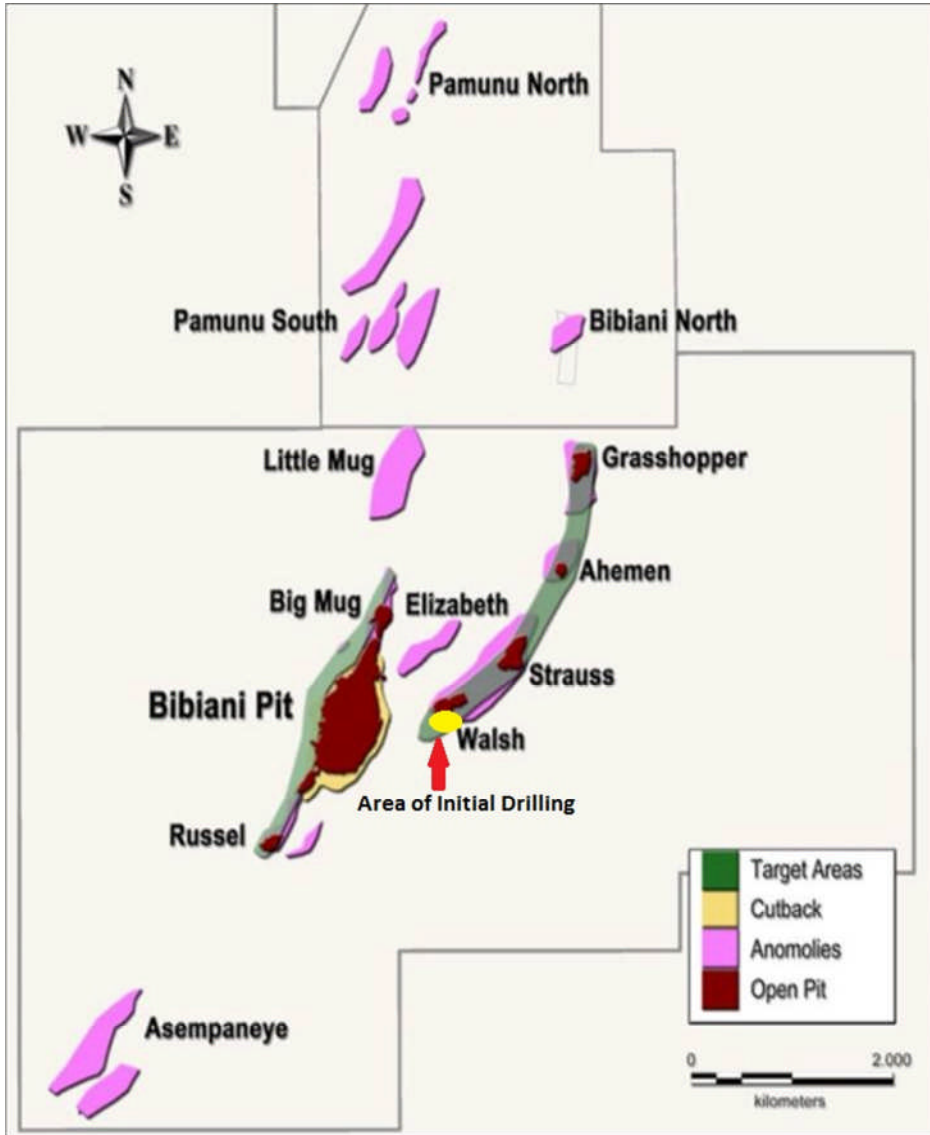 N
W E
S
Pamunu North
Pamunu South
Bibiani North
Little Mug
Grasshopper
Ahemen
Big Mug
Elizabeth
Strauss
Bibiani Pit
Walsh
Area of Initial Drilling
Russel
Target Areas
Cutback
Anomolies
Open Pit
Asempaneye
0 2.000
kilometers